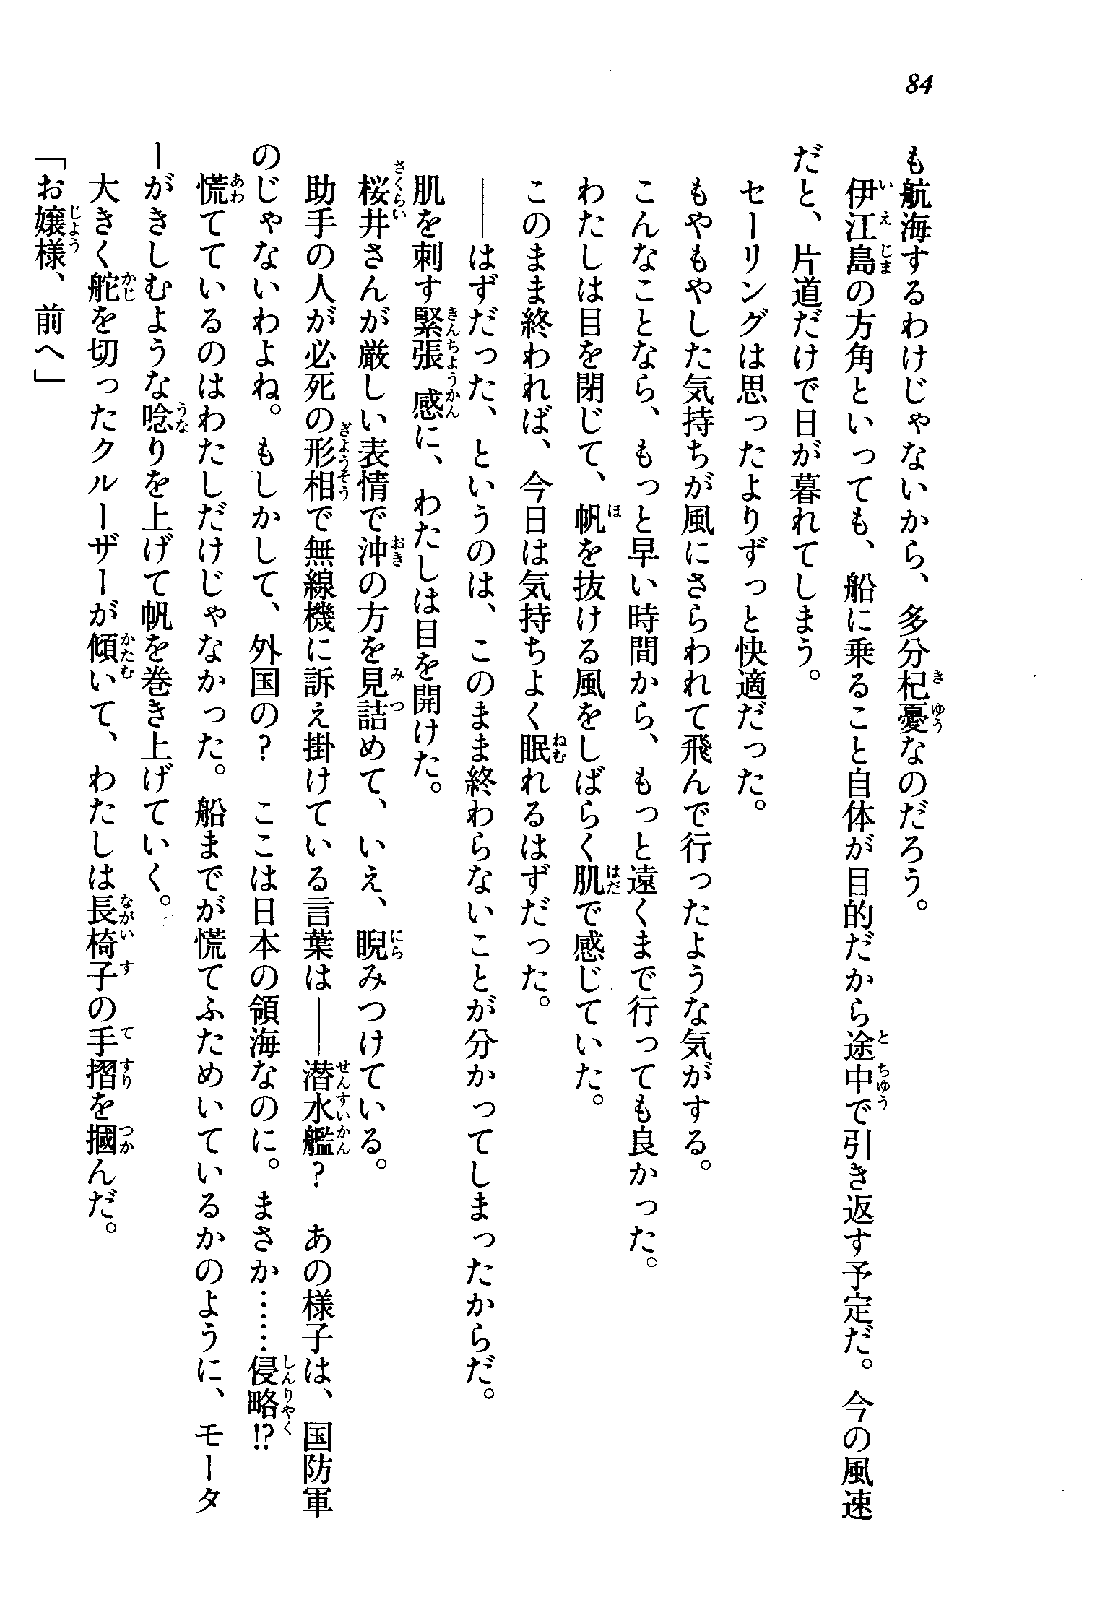 84
も航海するわけじゃないから、多分杞憂なのだろう。
伊江島の方角といっても、船に乗ること自体が目的だから途中で引き返す予定だ。今の風速
だと、片道だけで日が暮れてしまう。
セーリングは思ったよりずっと快適だった。
もやもやした気持ちが風にさらわれて飛んで行ったような気がする。
こんなことなら、もっと早い時間から、もっと遠くまで行っても良かった。
わたしは目を閉じて、帆を抜ける風をしばらく肌で感じていた。
このまま終われば、今日は気持ちよく眠れるはずだった。
――はずだった、というのは、このまま終わらないことが分かってしまったからだ。
肌を刺す緊張感に、わたしは目を開けた。
桜井さんが厳しい表情で沖の方を見詰めて、いえ、睨みつけている。
助手の人が必死の形相で無線機に訴え掛けている言葉は――潜水艦？　あの様子は、国防軍
のじゃないわよね。もしかして、外国の？　ここは日本の領海なのに。まさか……侵略!?
慌てているのはわたしだけじゃなかった。船までが慌てふためいているかのように、モータ
ーがきしむような唸りを上げて帆を巻き上げていく。
大きく舵を切ったクルーザーが傾いて、わたしは長椅子の手摺を摑んだ。
「お嬢様、前へ」